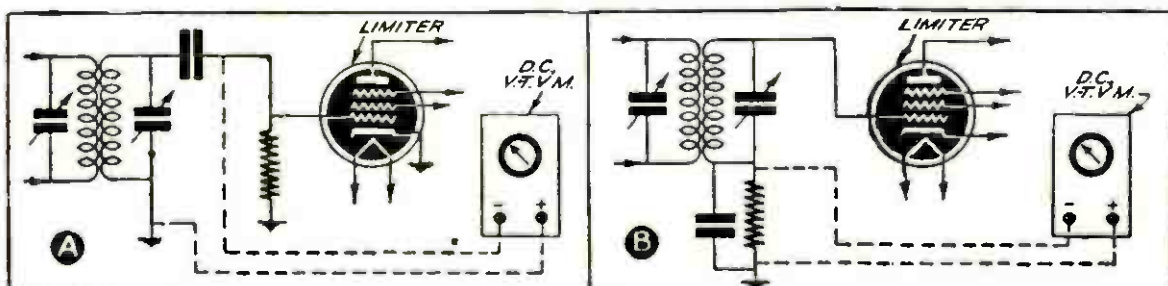 LIMITER
D.C.
V.T.V.M.
- +
A
LIMITER
D.C.
V.T.V.M.
- +
B